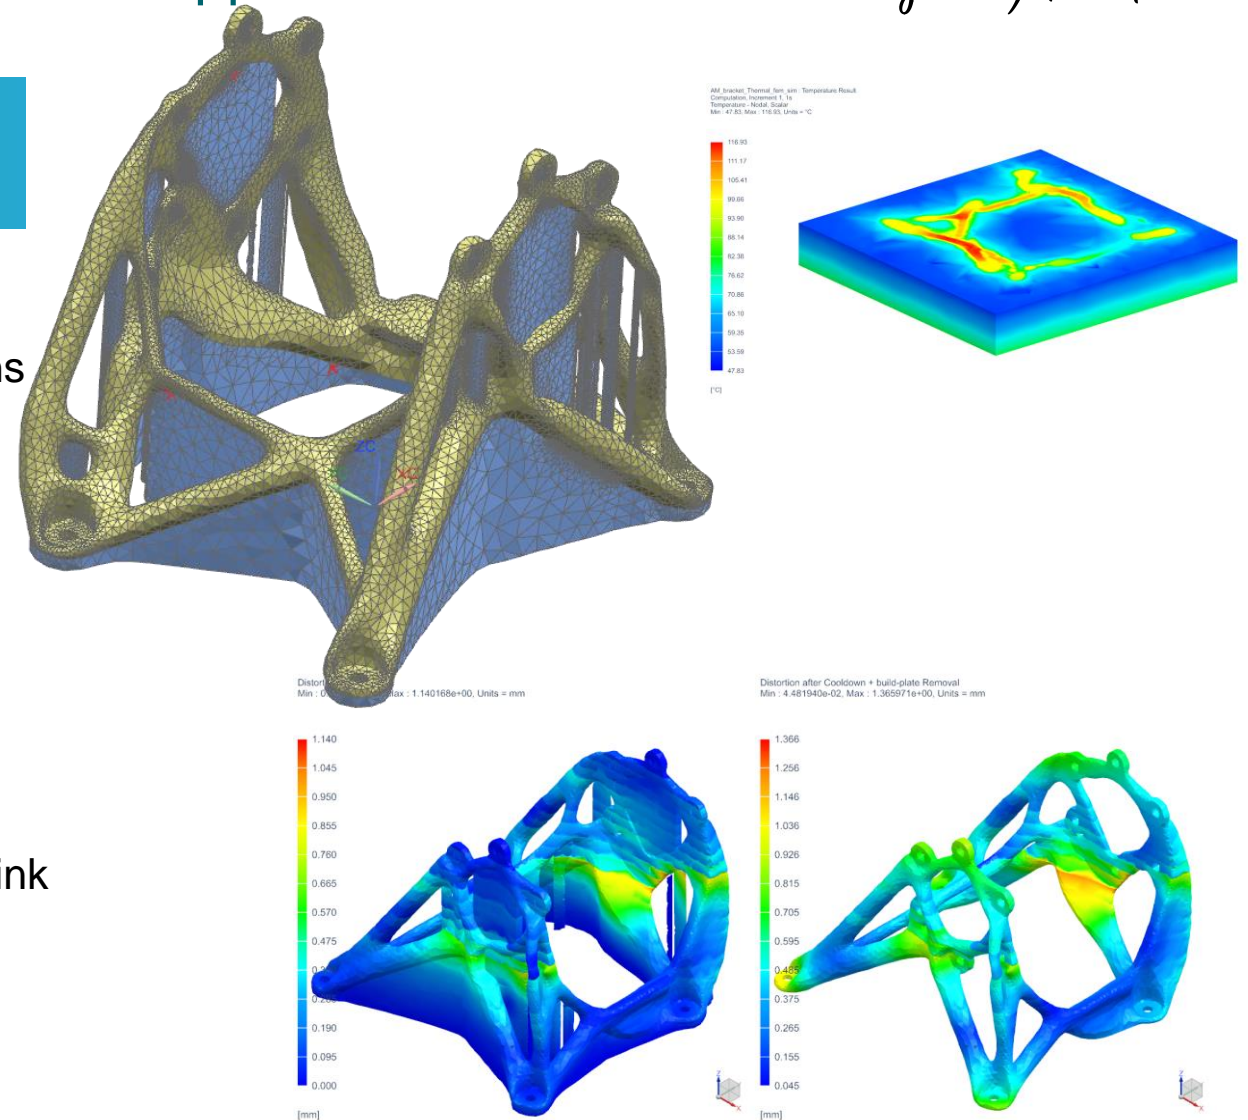 AM_bracket_Thermal_fem_sim : Temperature Result
Computation, Increment 1, 1s
Temperature - Nodal, Scalar
Min : 47.83, Max : 116.93, Units = °C
116.93
111.17
105.41
99.66
93.90
88.14
82.38
76.62
70.86
65.10
59.35
53.59
47.83
[°C]
ZC
XC
ink
Distort
Min : 0. Max : 1.140168e+00, Units = mm
1.140
1.045
0.950
0.855
0.760
0.665
0.570
0.475
0.190
0.095
0.000
[mm]
Distortion after Cooldown + build-plate Removal
Min : 4.481940e-02, Max : 1.365971e+00, Units = mm
1.366
1.256
1.146
1.036
0.926
0.815
0.705
0.595
0.485
0.375
0.265
0.155
0.045
[mm]